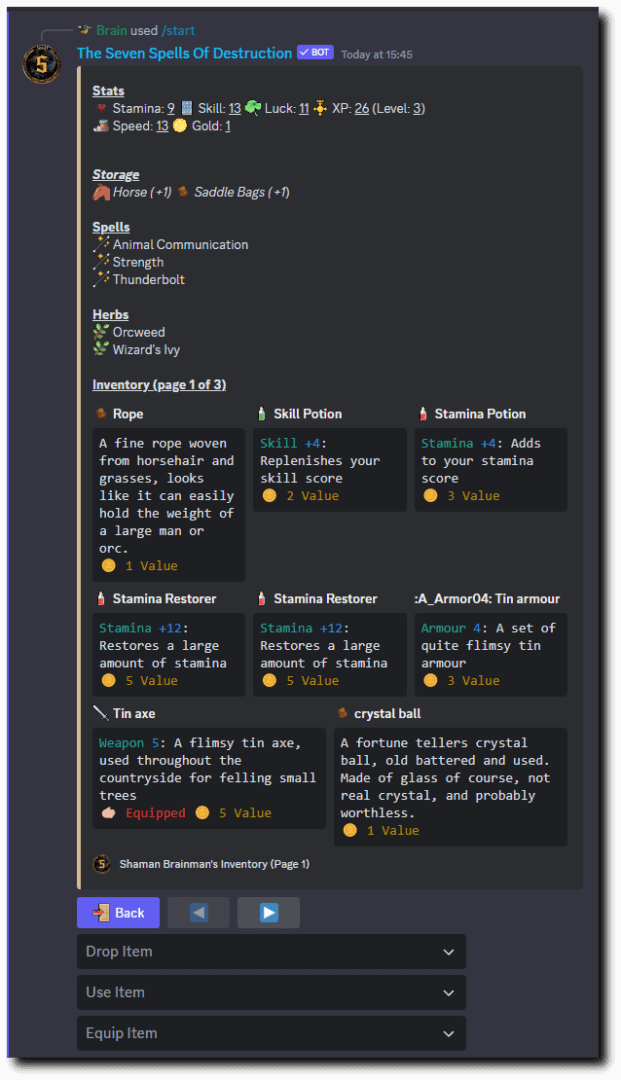 Brain used /start
The Seven Spells Of Destruction ✓ BOT Today at 15:45
Stats
Stamina: 9 Skill: 13 Luck: 11 XP: 26 (Level: 3)
Speed: 13 Gold: 1
Storage
Horse (+1) Saddle Bags (+1)
Spells
Animal Communication
Strength
Thunderbolt
Herbs
Orcweed
Wizard's Ivy
Inventory (page 1 of 3)
Rope
A fine rope woven
from horsehair and
grasses, looks
like it can easily
hold the weight of
a large man or
orc.
1 Value
Skill Potion
Skill +4:
Replenishes your
skill score
2 Value
Stamina Potion
Stamina +4: Adds
to your stamina
score
3 Value
Stamina Restorer
Stamina +12:
Restores a large
amount of stamina
5 Value
Stamina Restorer
Stamina +12:
Restores a large
amount of stamina
5 Value
:A_Armor04: Tin armour
Armour 4: A set of
quite flimsy tin
armour
3 Value
Tin axe
Weapon 5: A flimsy tin axe,
used throughout the
countryside for felling small
trees
Equipped 5 Value
crystal ball
A fortune tellers crystal
ball, old battered and used.
Made of glass of course, not
real crystal, and probably
worthless.
1 Value
5 Shaman Brainman's Inventory (Page 1)
Back
Drop Item
Use Item
Equip Item